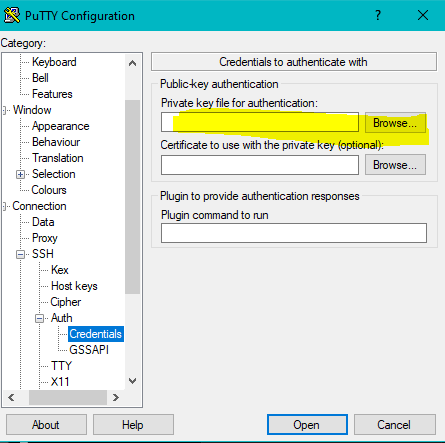 PuTTY Configuration
?
Category:
Keyboard
Bell
Features
Window
Appearance
Behaviour
Translation
Selection
Colours
Connection
Data
Proxy
SSH
Kex
Host keys
Cipher
Auth
Credentials
GSSAPI
TTY
X11
Credentials to authenticate with
Public-key authentication
Private key file for authentication:
Browse...
Certificate to use with the private key (optional):
Browse...
Plugin to provide authentication responses
Plugin command to run
About
Help
Open
Cancel